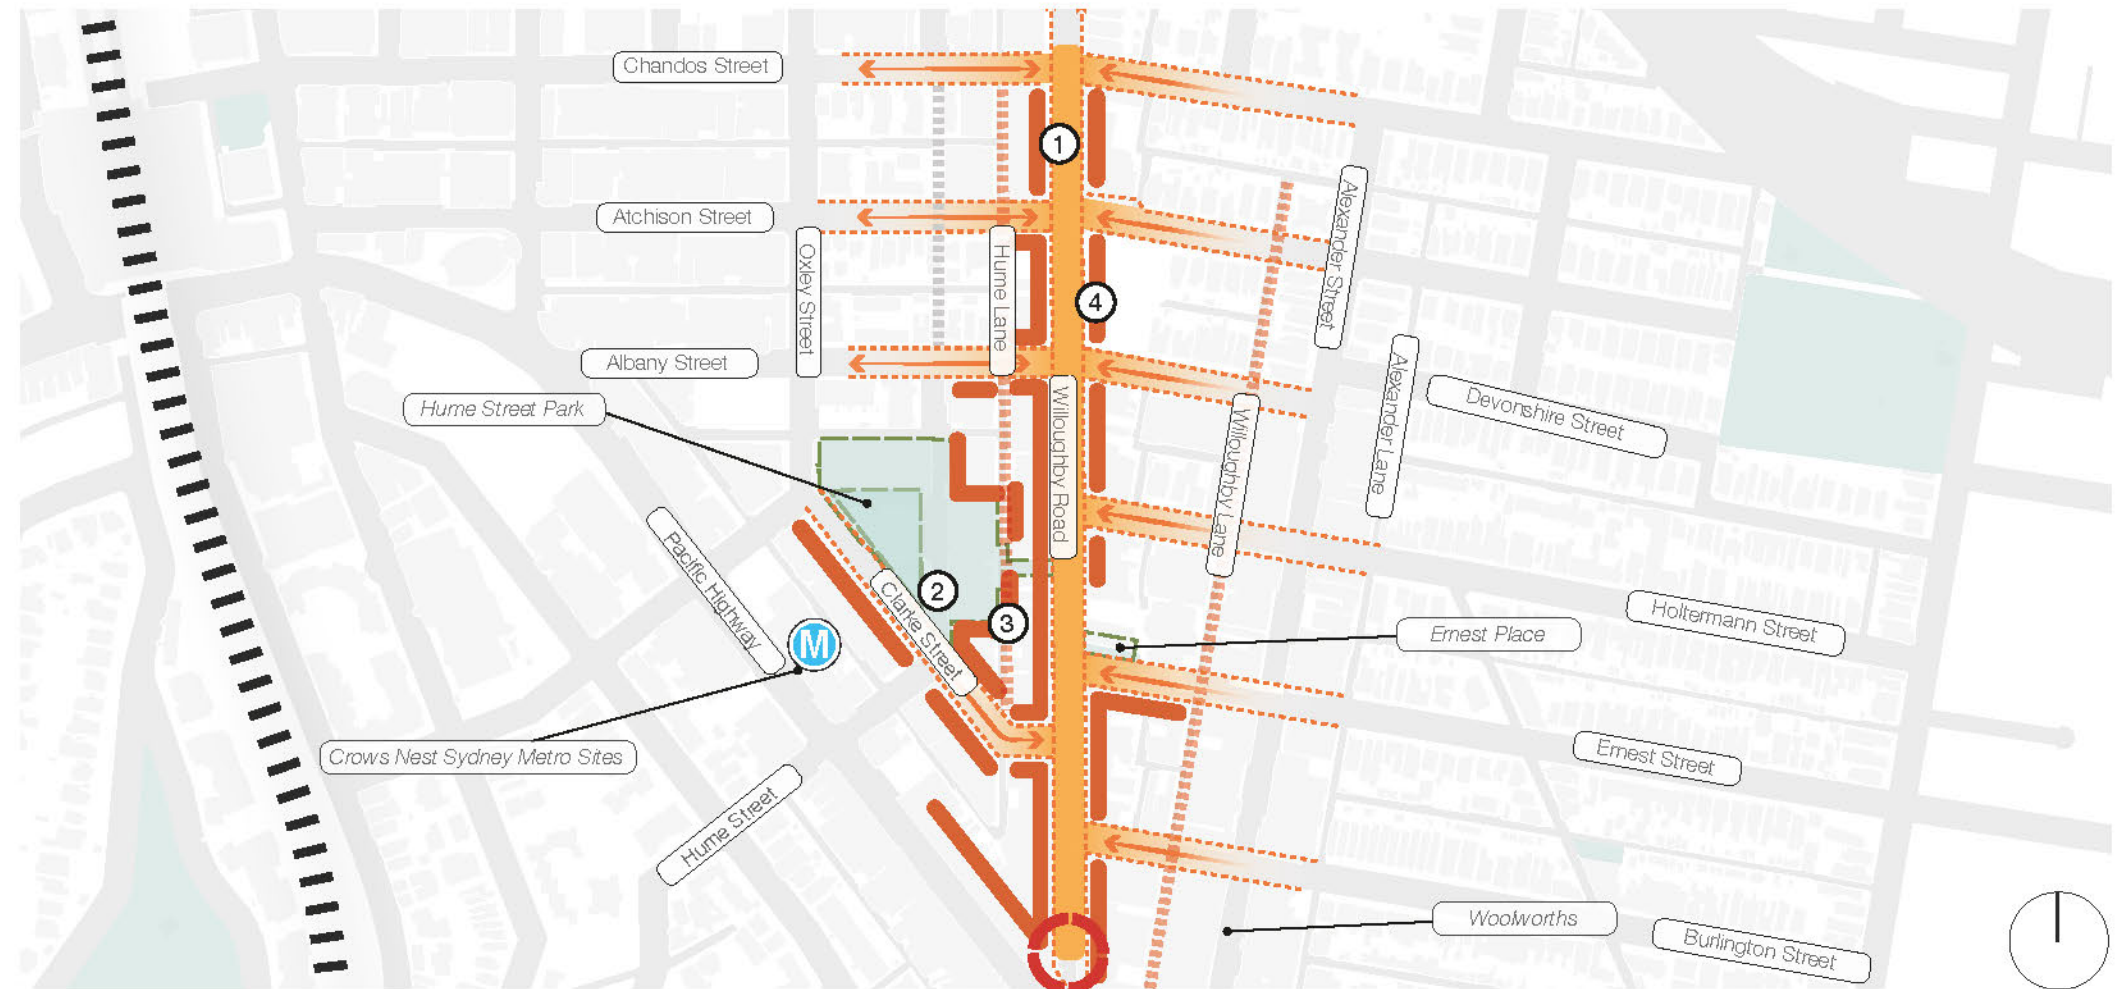 Chandos Street
1
Atchison Street
Alexander Street
Oxley Street
Hume Lane
4
Albany Street
Alexander Lane
Hume Street Park
Willoughby Road
Willoughby Lane
Devonshire Street
Pacific Highway
Clarke Street
2
3
M
Holtermann Street
Ernest Place
Crows Nest Sydney Metro Sites
Ernest Street
Hume Street
Woolworths
Burlington Street